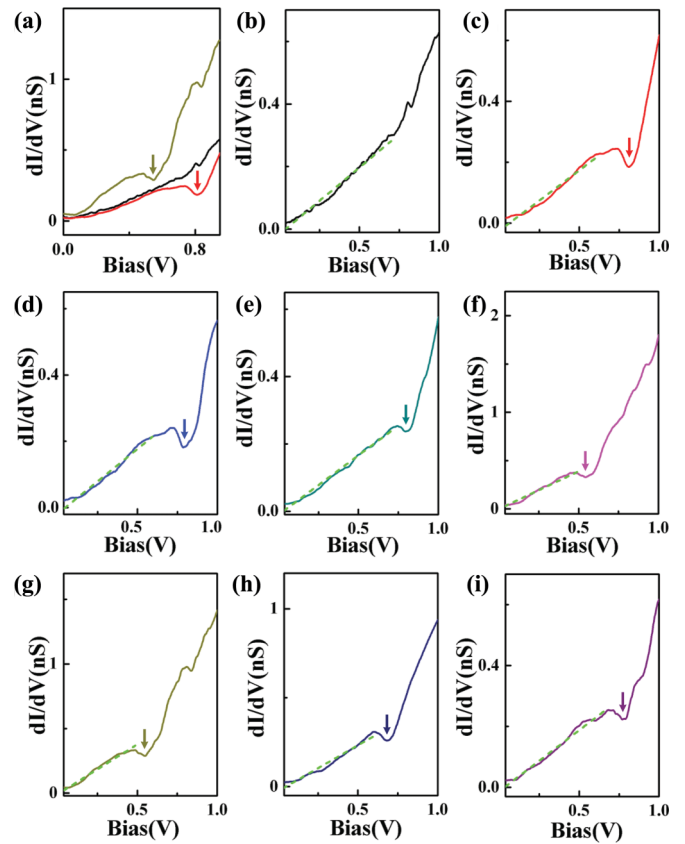 (a)
dI/dV(nS)
1
0
0.0
0.8
Bias(V)
(b)
dI/dV(nS)
0.4
0.0
0.5
1.0
Bias(V)
(c)
dI/dV(nS)
0.4
0.0
0.5
1.0
Bias(V)
(d)
dI/dV(nS)
0.4
0.0
0.5
1.0
Bias(V)
(e)
dI/dV(nS)
0.4
0.0
0.5
1.0
Bias(V)
(f)
dI/dV(nS)
2
1
0
0.5
1.0
Bias(V)
(g)
dI/dV(nS)
1
0
0.5
1.0
Bias(V)
(h)
dI/dV(nS)
1
0
0.5
1.0
Bias(V)
(i)
dI/dV(nS)
0.4
0.0
0.5
1.0
Bias(V)